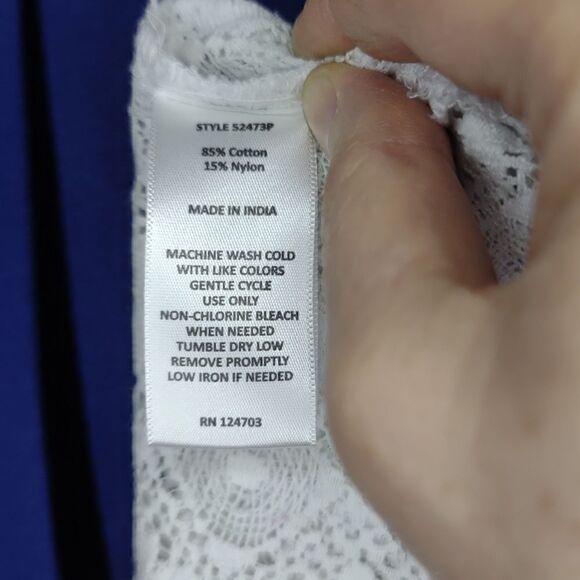 STYLE 52473P
85% Cotton
15% Nylon
MADE IN INDIA
MACHINE WASH COLD
WITH LIKE COLORS
GENTLE CYCLE
USE ONLY
NON-CHLORINE BLEACH
WHEN NEEDED
TUMBLE DRY LOW
REMOVE PROMPTLY
LOW IRON IF NEEDED
RN 124703